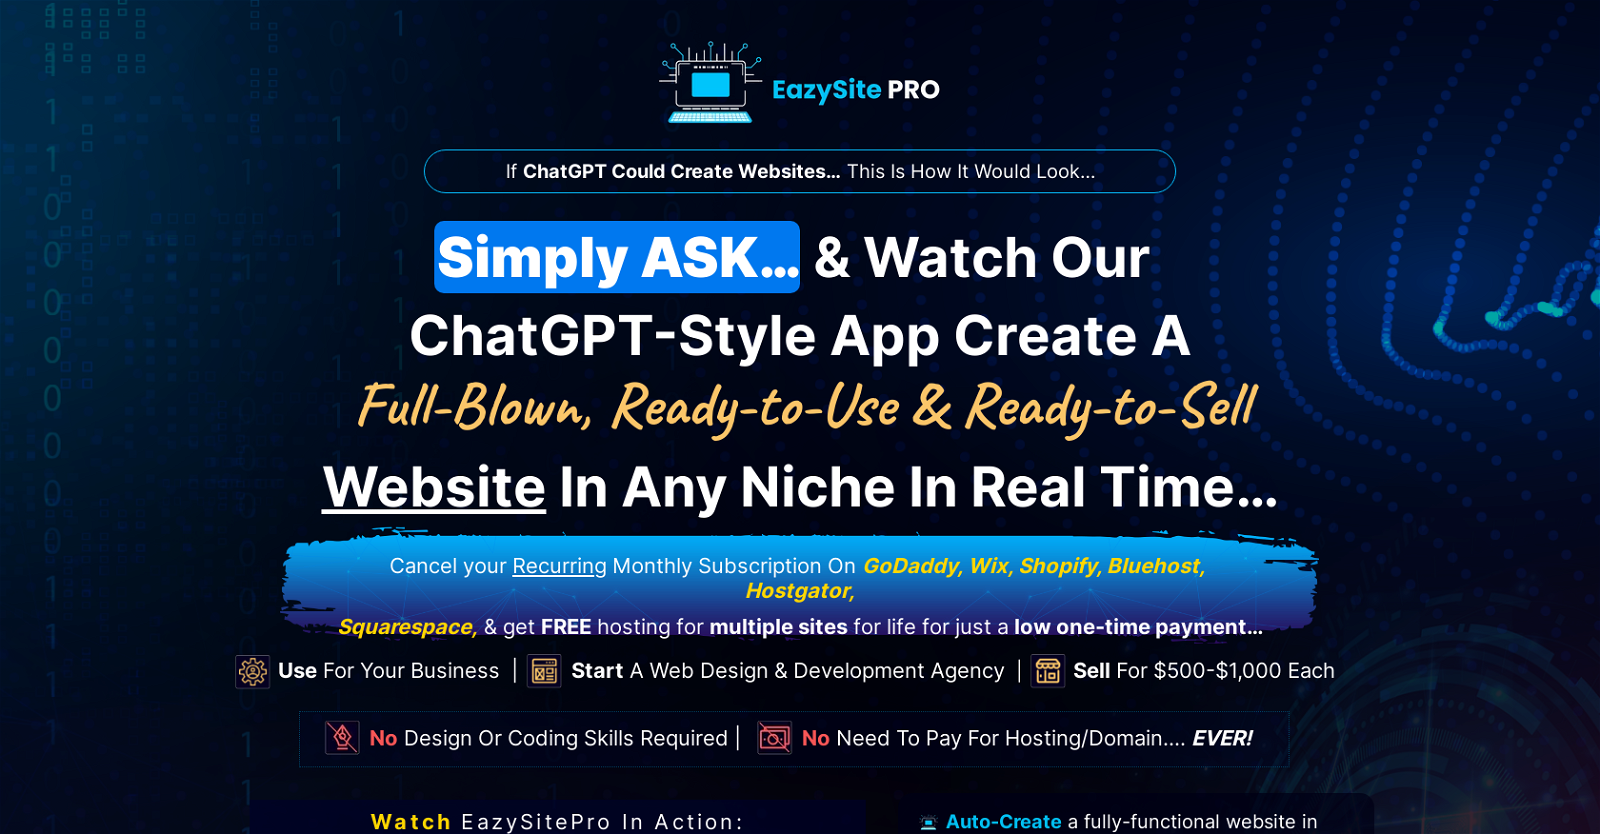 EazySite PRO
If ChatGPT Could Create Websites... This Is How It Would Look...
Simply ASK... & Watch Our
ChatGPT-Style App Create A
Full-Blown, Ready-to-Use & Ready-to-Sell
Website In Any Niche In Real Time...
Cancel your Recurring Monthly Subscription On GoDaddy, Wix, Shopify, Bluehost,
Hostgator,
Squarespace, & get FREE hosting for multiple sites for life for just a low one-time payment...
Use For Your Business | Start A Web Design & Development Agency | Sell For $500-$1,000 Each
No Design Or Coding Skills Required | No Need To Pay For Hosting/Domain.... EVER!
Watch EazySitePro In Action:
Auto-Create a fully-functional website in